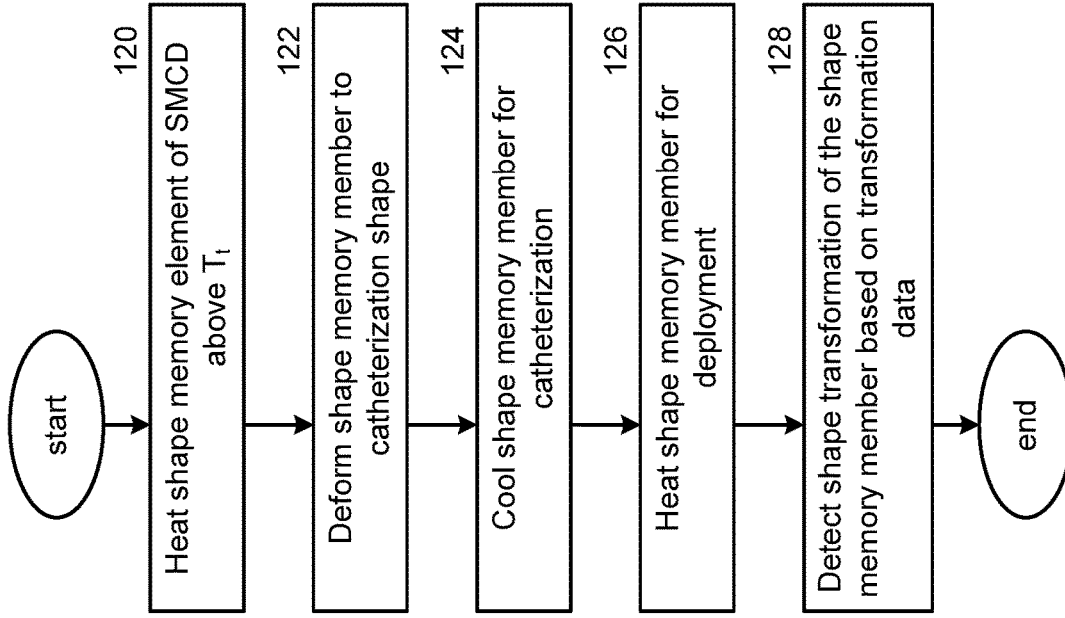 start
120
Heat shape memory element of SMCD
above Tₜ
122
Deform shape memory member to
catheterization shape
124
Cool shape memory member for
catheterization
126
Heat shape memory member for
deployment
128
Detect shape transformation of the shape
memory member based on transformation
data
end